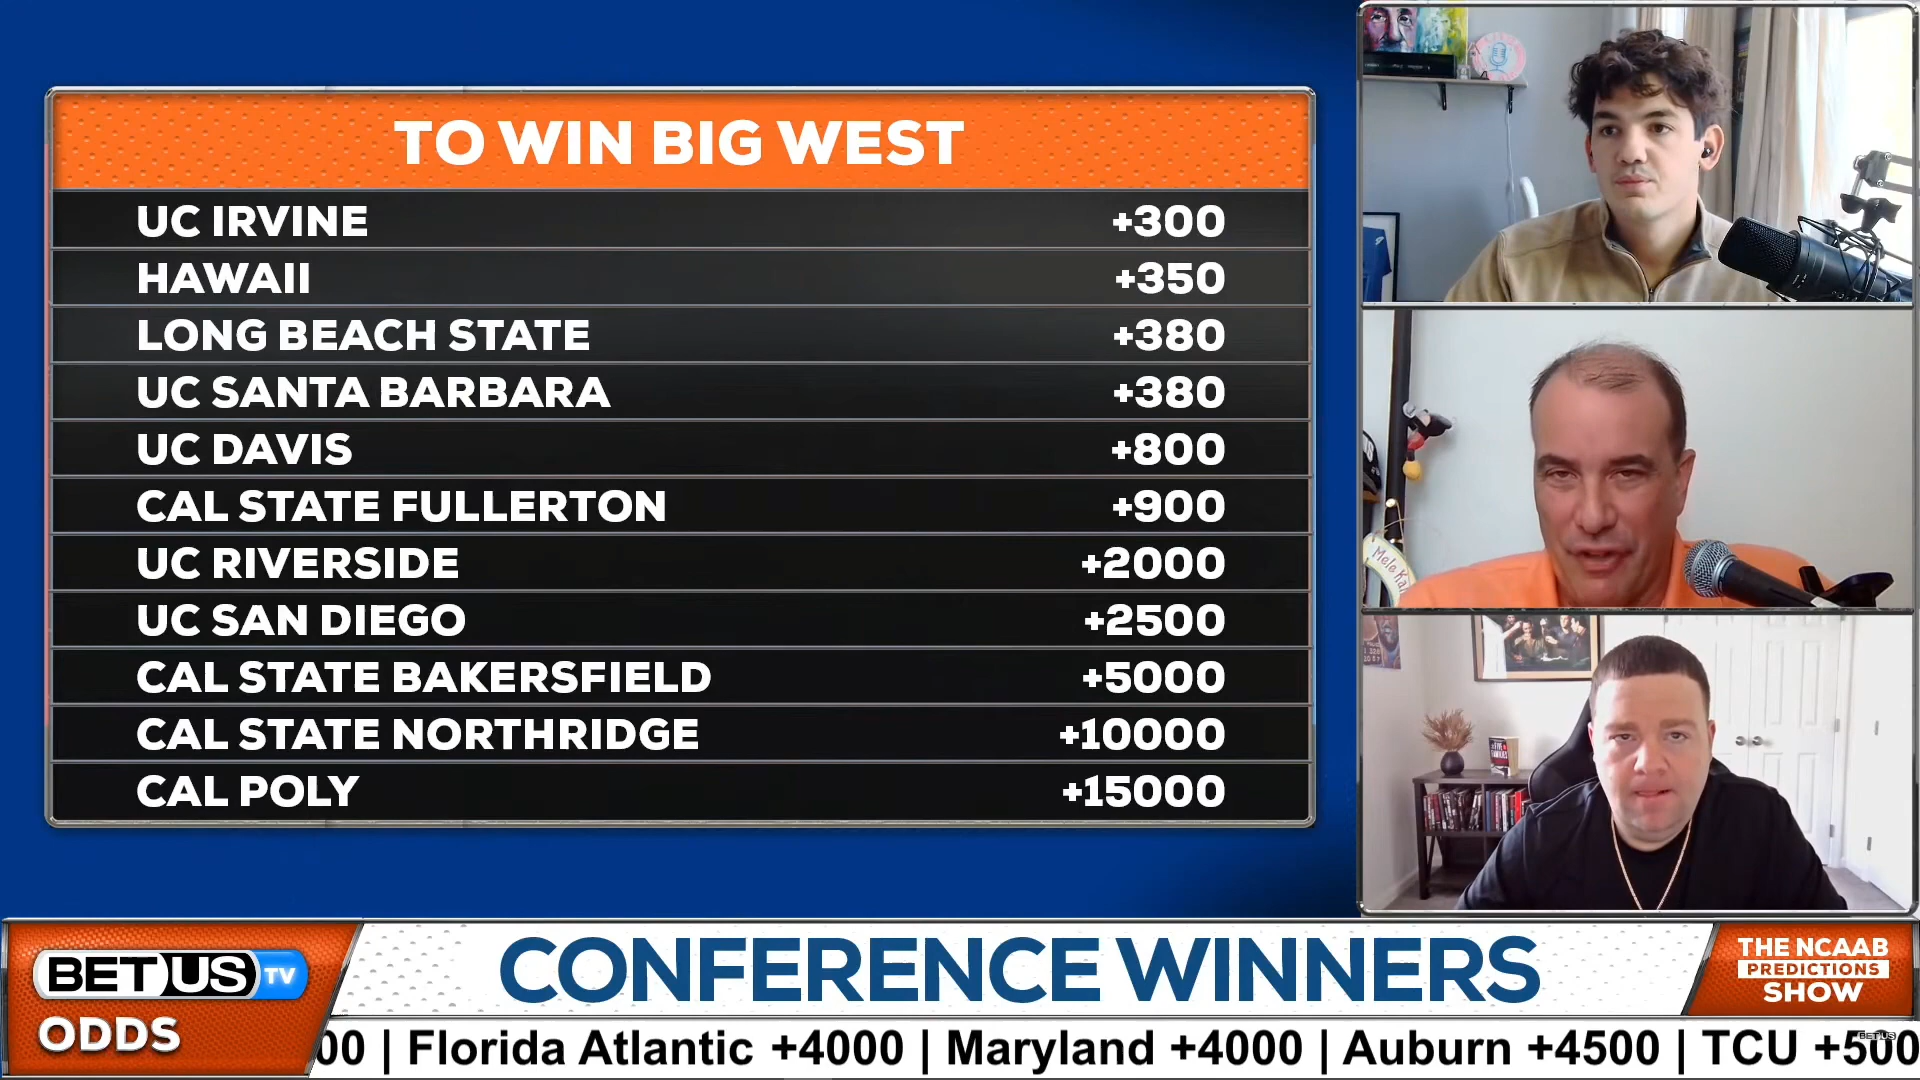 TO WIN BIG WEST
UC IRVINE +300
HAWAII +350
LONG BEACH STATE +380
UC SANTA BARBARA +380
UC DAVIS +800
CAL STATE FULLERTON +900
UC RIVERSIDE +2000
UC SAN DIEGO +2500
CAL STATE BAKERSFIELD +5000
CAL STATE NORTHRIDGE +10000
CAL POLY +15000
Mele
BETUS TV
ODDS
CONFERENCE WINNERS
THE NCAAB
PREDICTIONS
SHOW
00 | Florida Atlantic +4000 | Maryland +4000 | Auburn +4500 | TCU +500
BETUS